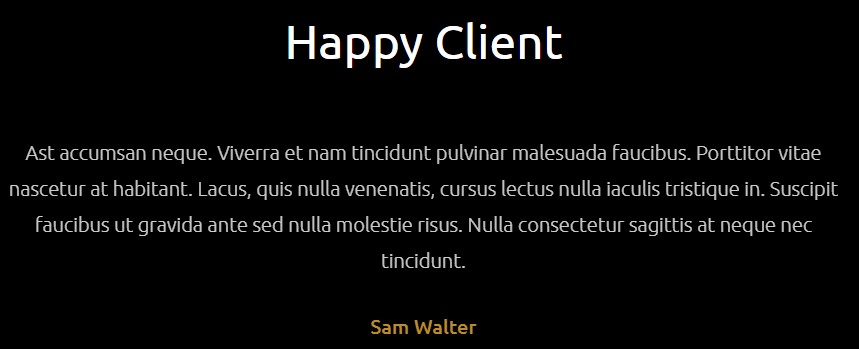 Happy Client
Ast accumsan neque. Viverra et nam tincidunt pulvinar malesuada faucibus. Porttitor vitae
nascetur at habitant. Lacus, quis nulla venenatis, cursus lectus nulla iaculis tristique in. Suscipit
faucibus ut gravida ante sed nulla molestie risus. Nulla consectetur sagittis at neque nec
tincidunt.
Sam Walter